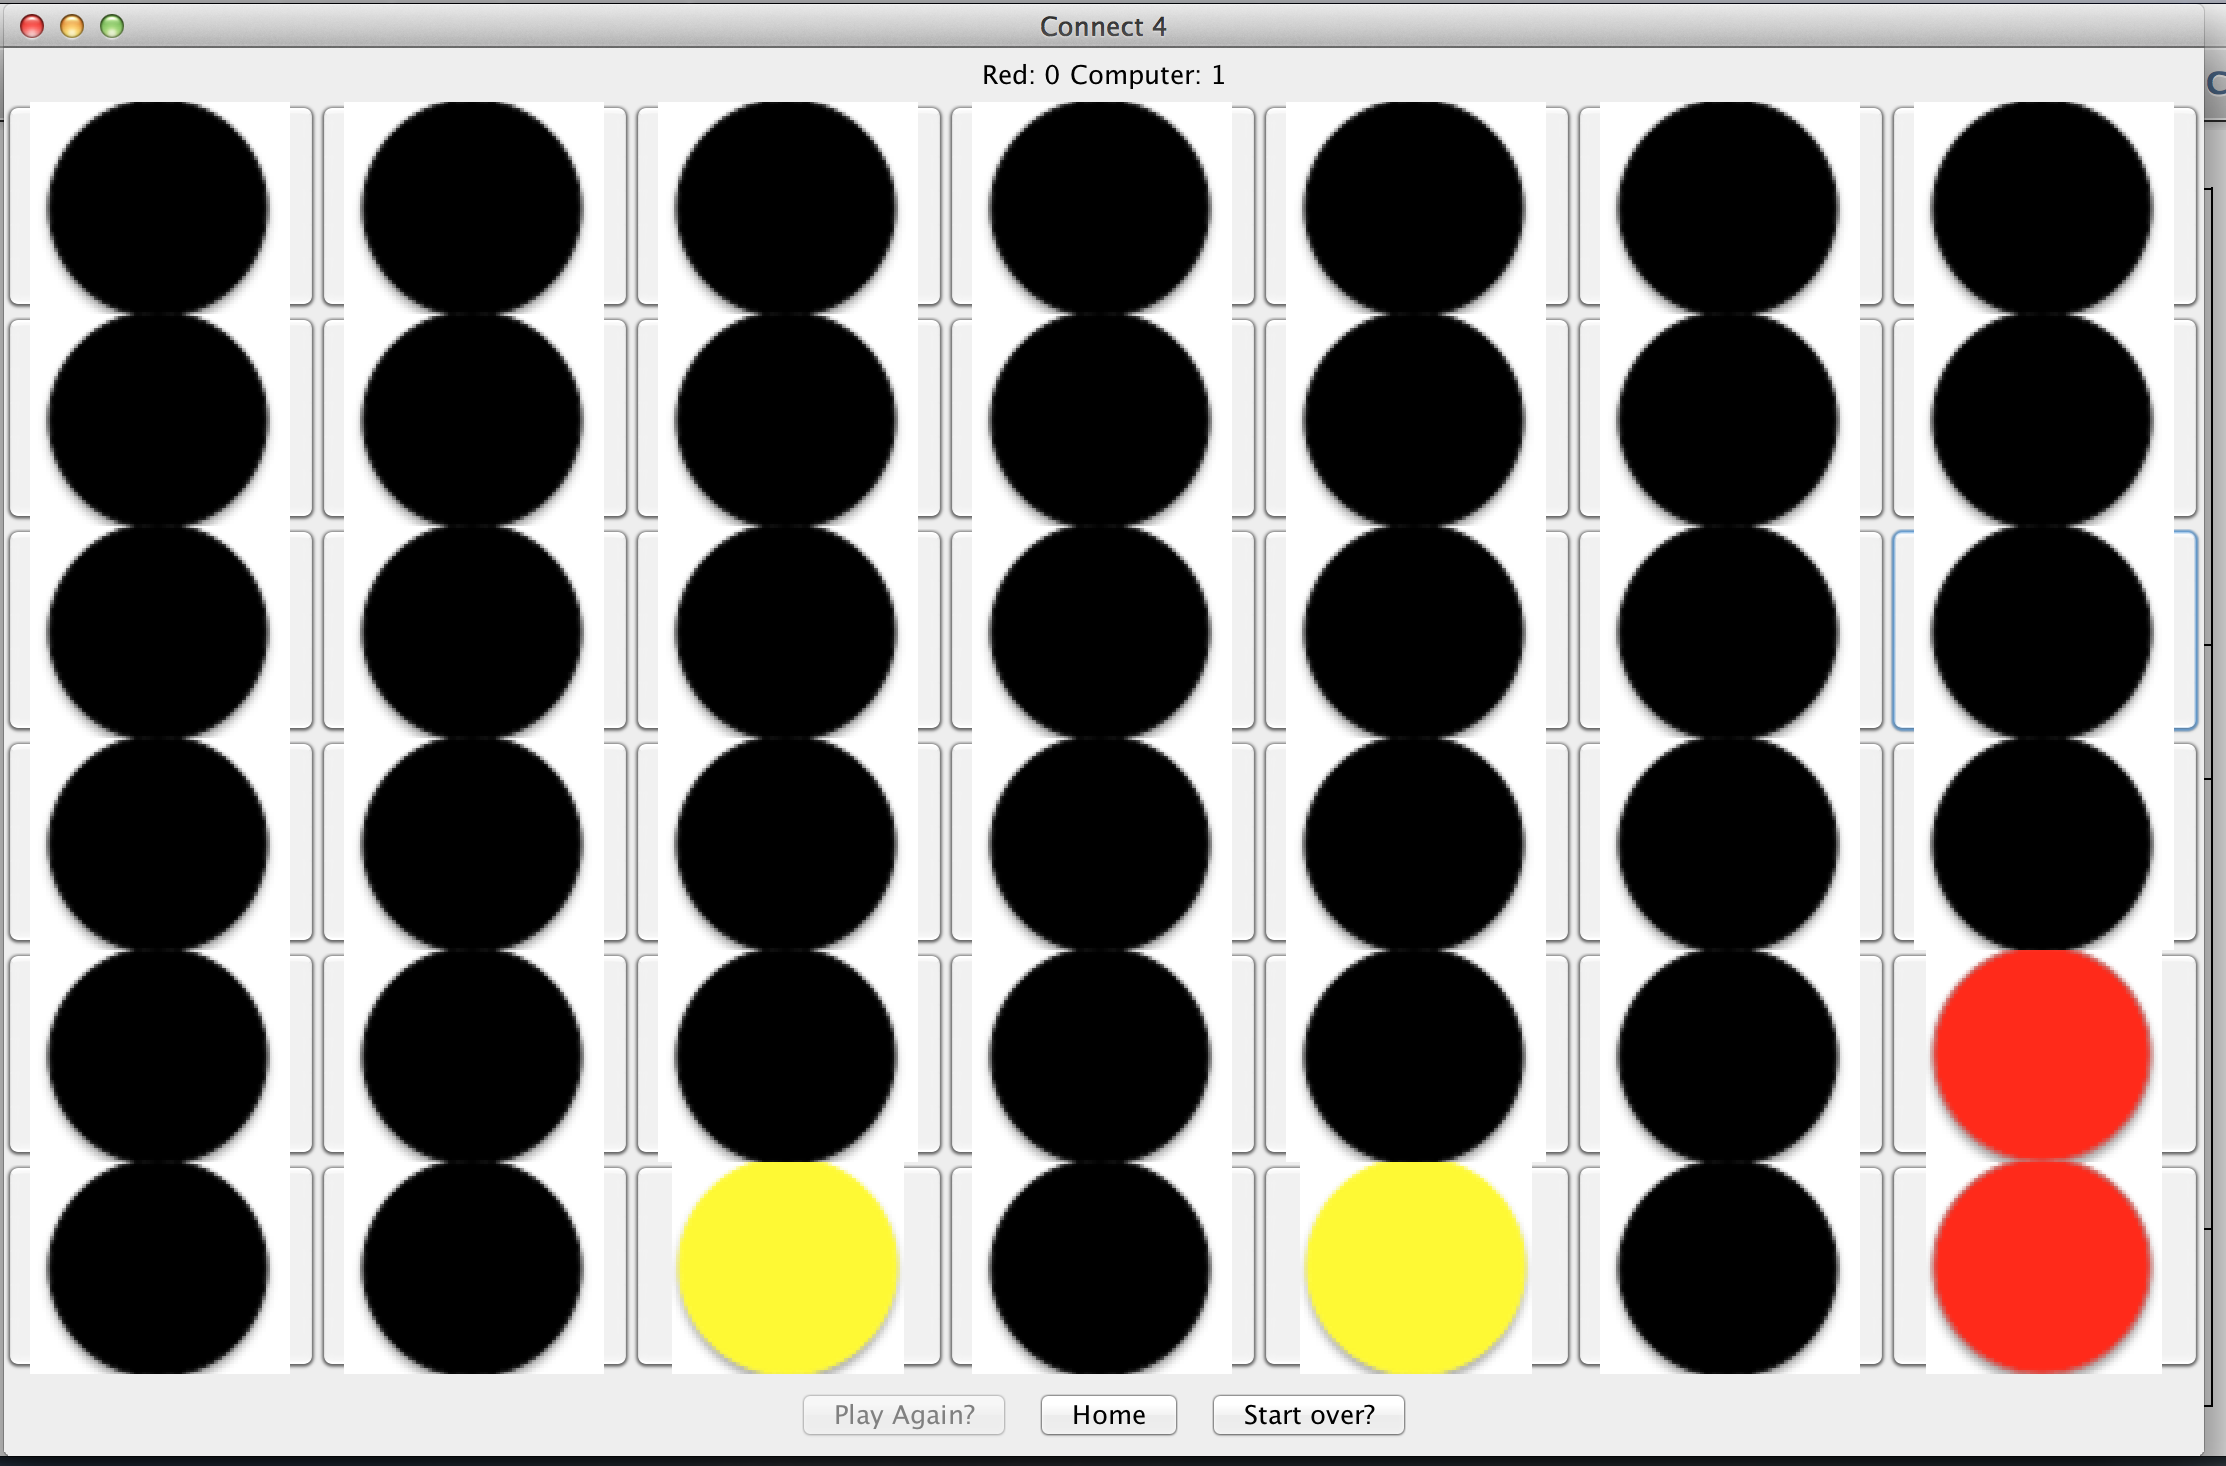 Connect 4
Red: 0 Computer: 1
C
Play Again?
Home
Start over?